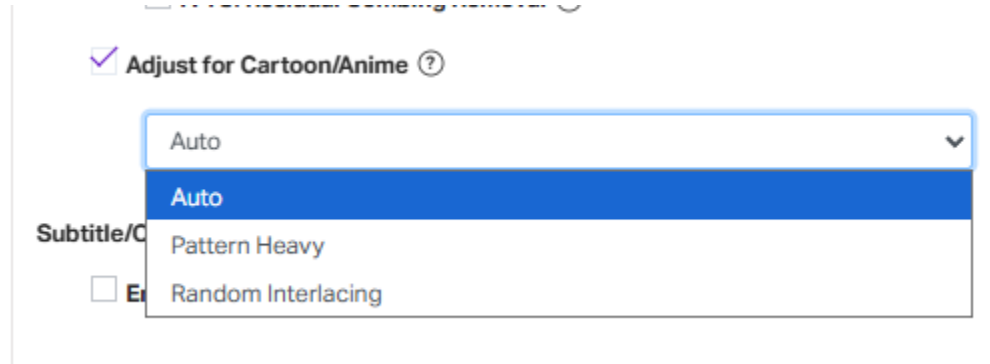 Adjust for Cartoon/Anime ?
Auto
Auto
Pattern Heavy
Subtitle/C
Random Interlacing